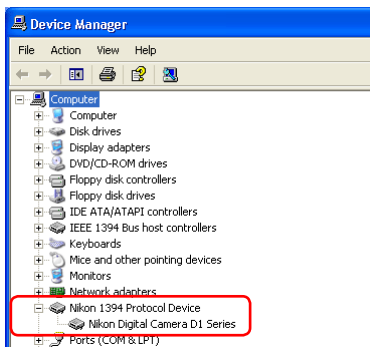 Device Manager
File Action View Help
Computer
Computer
Disk drives
Display adapters
DVD/CD-ROM drives
Floppy disk controllers
Floppy disk drives
IDE ATA/ATAPI controllers
IEEE 1394 Bus host controllers
Keyboards
Mice and other pointing devices
Monitors
Network adapters
Nikon 1394 Protocol Device
Nikon Digital Camera D1 Series
Ports (COM & LPT)